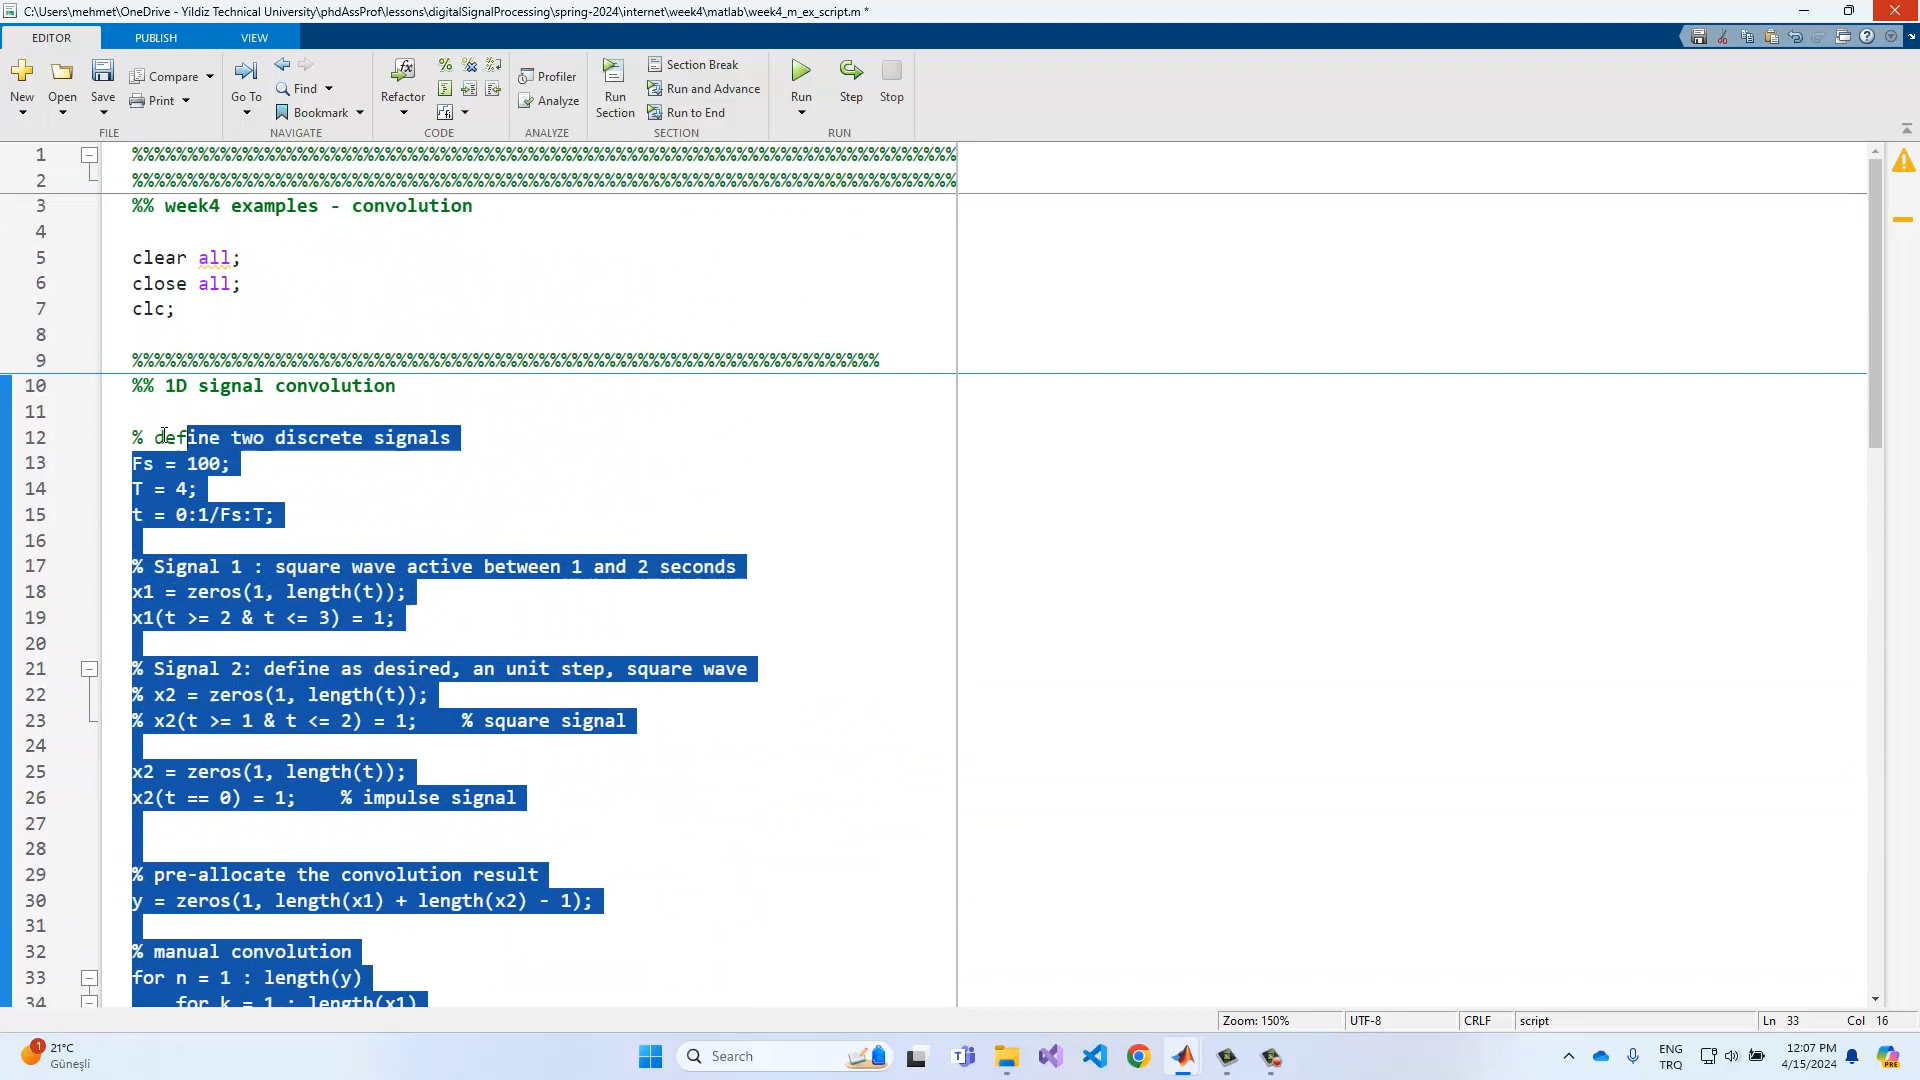 C:\Users\mehmet\OneDrive - Yildiz Technical University\phdAssProf\lessons\digitalSignalProcessing\spring-2024\internet\week4\matlab\week4_m_ex_script.m *
EDITOR PUBLISH VIEW
New Open Save Compare Print
Go To Find Bookmark
Refactor
Profiler Analyze
Run Section Section Break Run and Advance Run to End
Run Step Stop
FILE NAVIGATE CODE ANALYZE SECTION RUN
1 %%%%%%%%%%%%%%%%%%%%%%%%%%%%%%%%%%%%%%%%%%%%%%%%%%%%%%%%%%%%%%%%%%%%%%%%%%%
2 %%%%%%%%%%%%%%%%%%%%%%%%%%%%%%%%%%%%%%%%%%%%%%%%%%%%%%%%%%%%%%%%%%%%%%%%%%%
3 %% week4 examples - convolution
4
5 clear all;
6 close all;
7 clc;
8
9 %%%%%%%%%%%%%%%%%%%%%%%%%%%%%%%%%%%%%%%%%%%%%%%%%%%%%%%%%%%%%%%%%%%%
10 %% 1D signal convolution
11
12 % define two discrete signals
13 Fs = 100;
14 T = 4;
15 t = 0:1/Fs:T;
16
17 % Signal 1 : square wave active between 1 and 2 seconds
18 x1 = zeros(1, length(t));
19 x1(t >= 2 & t <= 3) = 1;
20
21 % Signal 2: define as desired, an unit step, square wave
22 % x2 = zeros(1, length(t));
23 % x2(t >= 1 & t <= 2) = 1;    % square signal
24
25 x2 = zeros(1, length(t));
26 x2(t == 0) = 1;    % impulse signal
27
28
29 % pre-allocate the convolution result
30 y = zeros(1, length(x1) + length(x2) - 1);
31
32 % manual convolution
33 for n = 1 : length(y)
34     for k = 1 : length(x1)
Zoom: 150% UTF-8 CRLF script Ln 33 Col 16
1 21°C
Güneşli
Search
ENG
TRQ
12:07 PM
4/15/2024
PRE